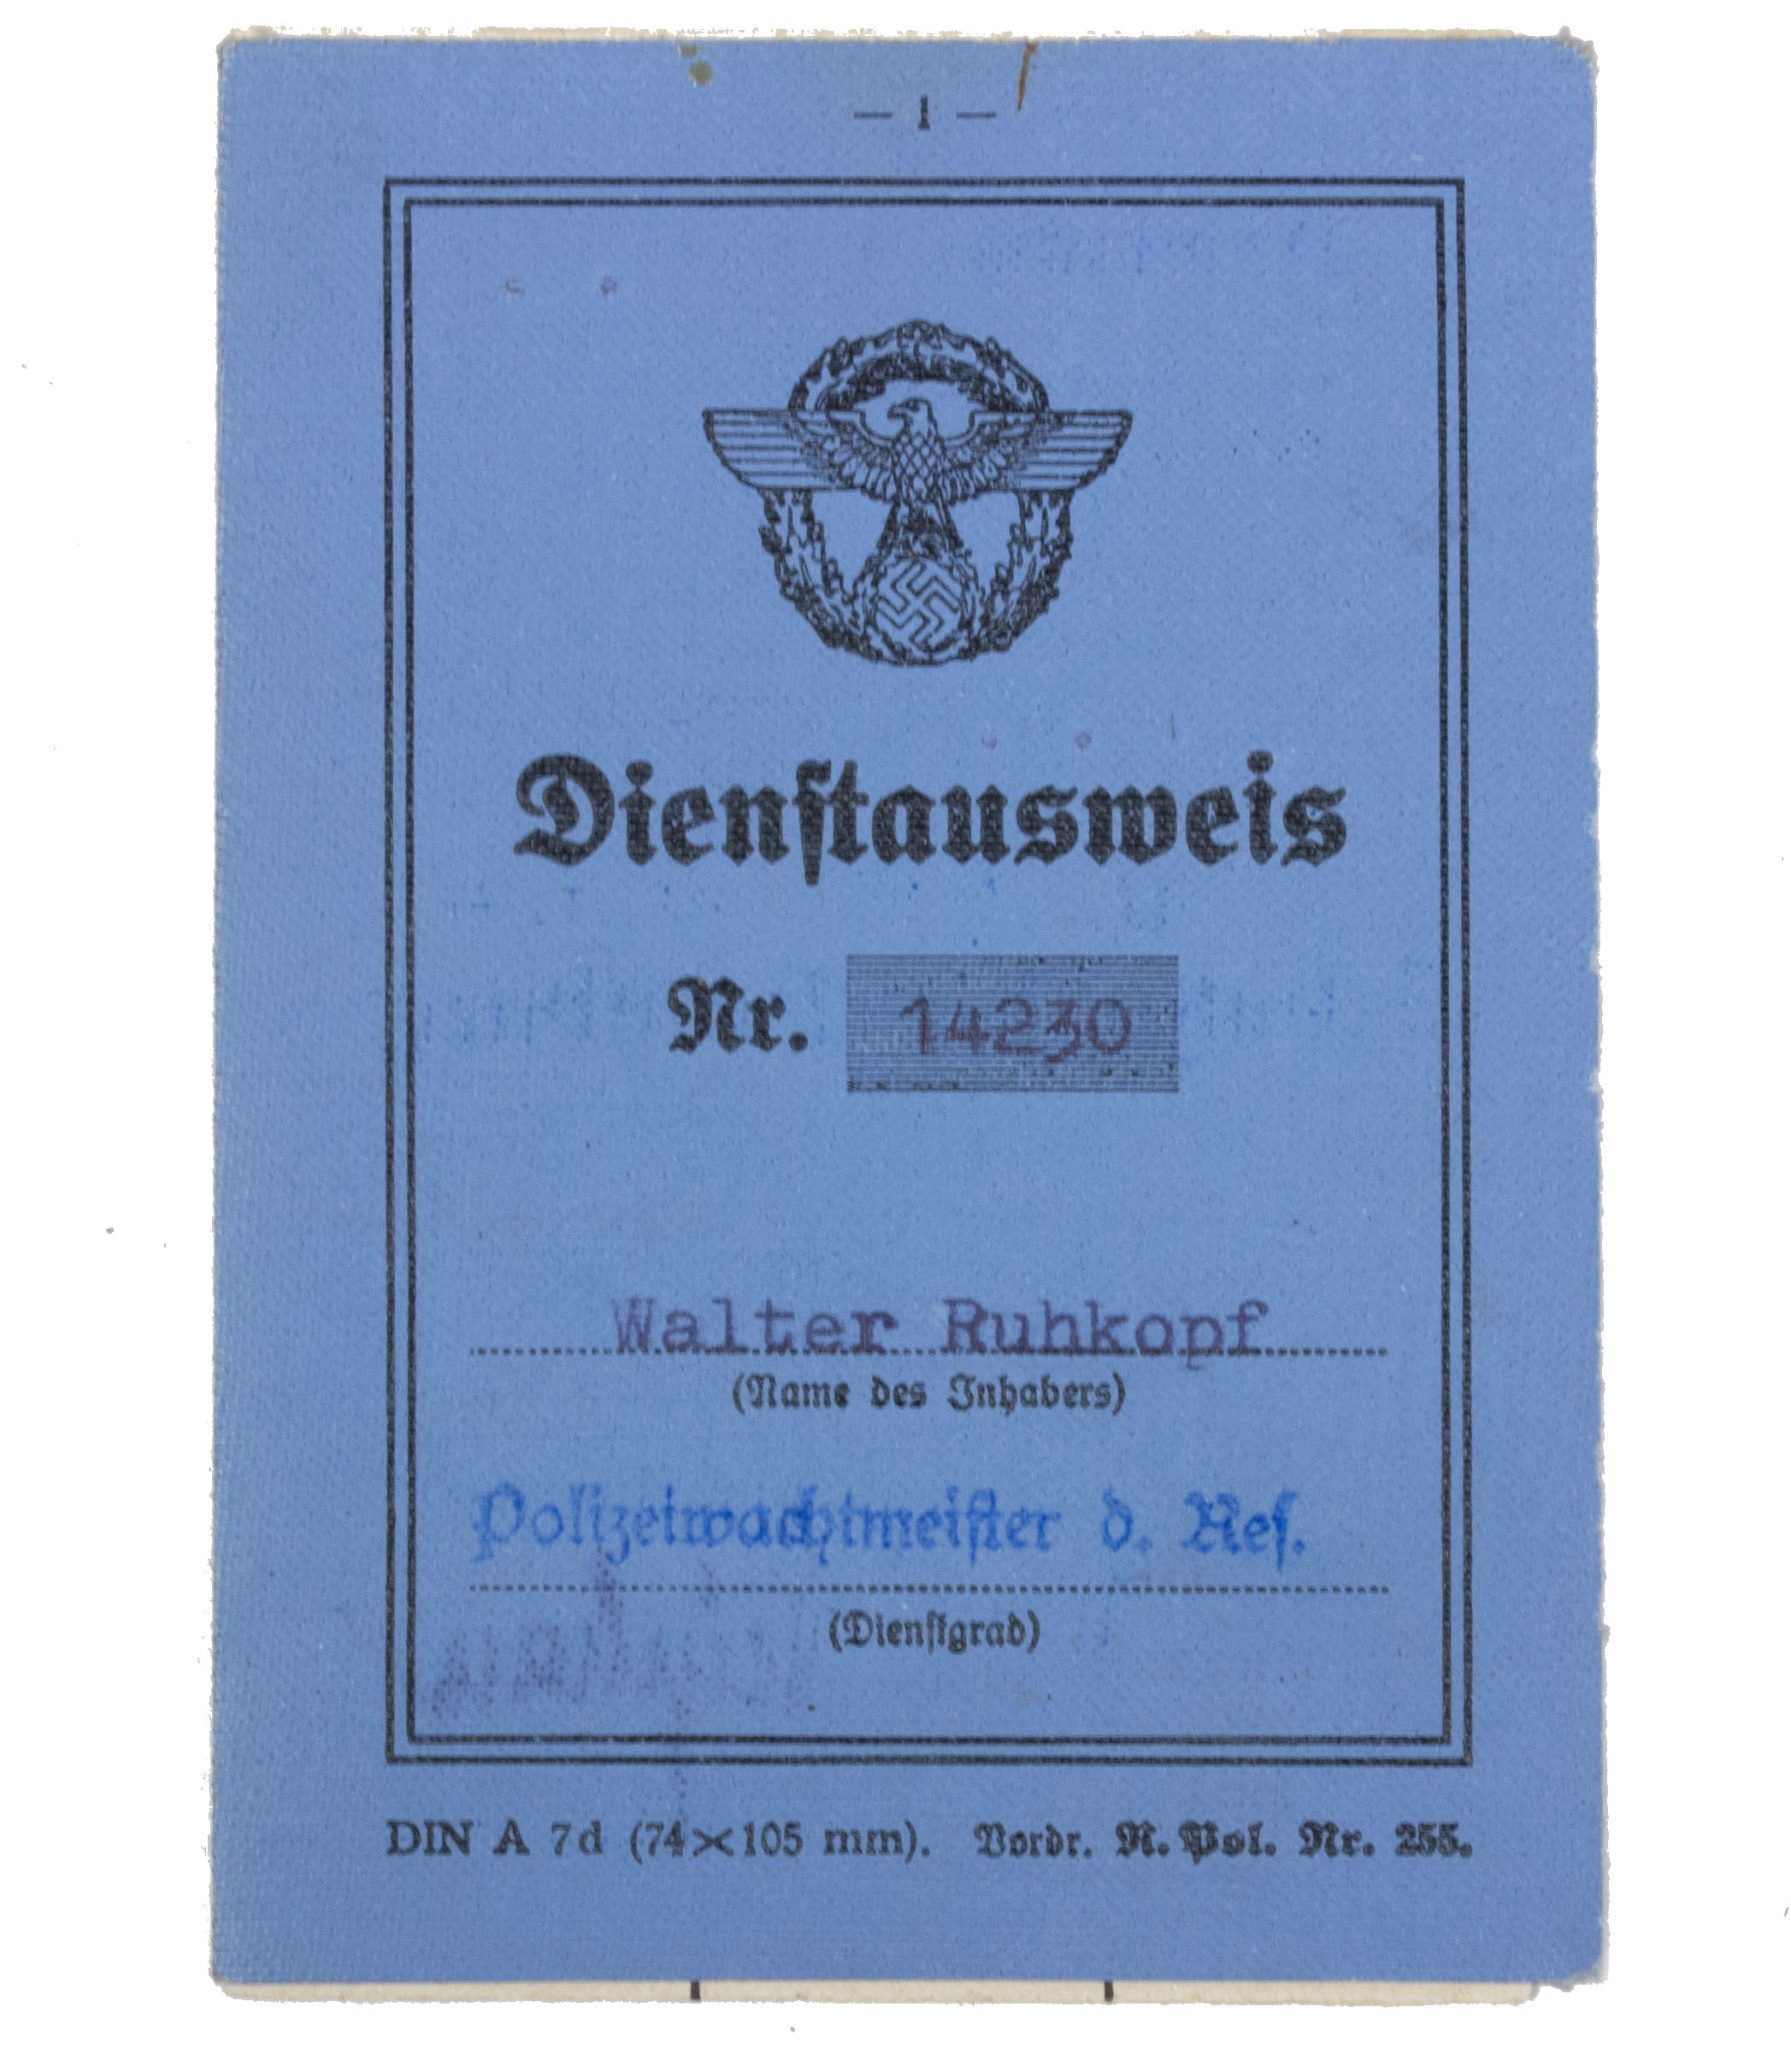 — 1 —
Dienstausweis
Nr. 14230
Walter Ruhkopf
(Name des Inhabers)
Polizeiwachtmeister d. Res.
(Dienstgrad)
DIN A 7d (74×105 mm). Vordr. R. Pol. Nr. 255.